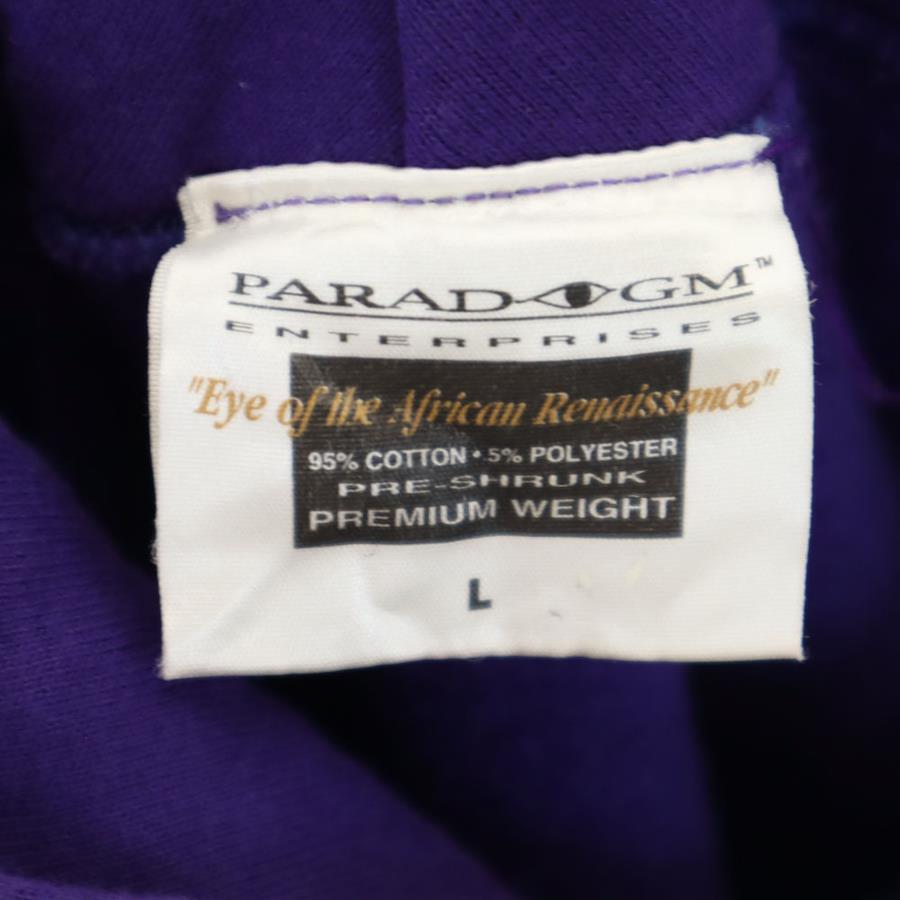 PARADIGM™
ENTERPRISES
"Eye of the African Renaissance"
95% COTTON • 5% POLYESTER
PRE-SHRUNK
PREMIUM WEIGHT
L